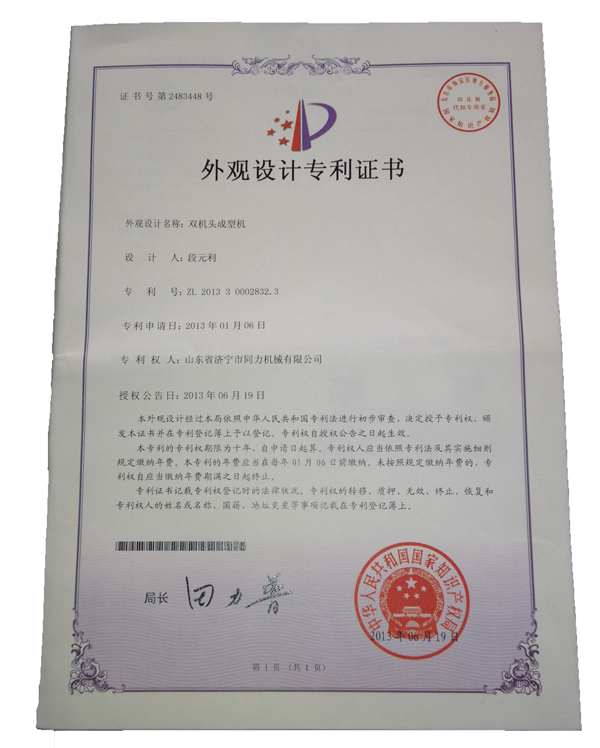 证书号第2483448号
印花税
代扣专用章
外观设计专利证书
外观设计名称：双机头成型机
设 计 人：段元利
专 利 号：ZL 2013 3 0002832.3
专利申请日：2013年01月06日
专 利 权 人：山东省济宁市同力机械有限公司
授权公告日：2013年06月19日
本外观设计经过本局依照中华人民共和国专利法进行初步审查，决定授予专利权，颁
发本证书并在专利登记簿上予以登记。专利权自授权公告之日起生效。
本专利的专利权期限为十年，自申请日起算。专利权人应当依照专利法及其实施细则
规定缴纳年费。本专利的年费应当在每年01月06日前缴纳。未按照规定缴纳年费的，专
利权自应当缴纳年费期满之日起终止。
专利证书记载专利权登记时的法律状况。专利权的转移、质押、无效、终止、恢复和
专利权人的姓名或名称、国籍、地址变更等事项记载在专利登记簿上。
局长 田力普
中华人民共和国国家知识产权局
2013年06月19日
第1页（共1页）